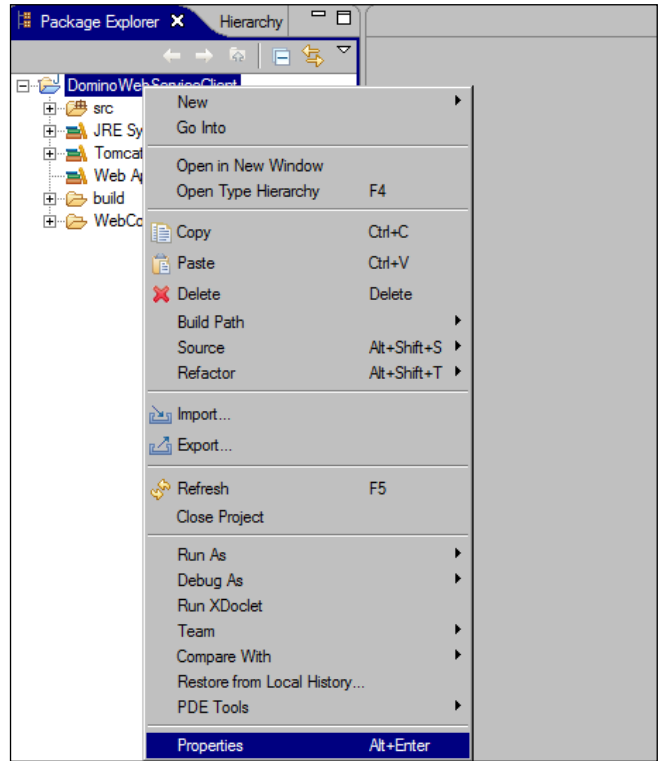 Package Explorer Hierarchy
DominoWebServiceClient
src
JRE Sy
Tomcat
Web Ap
build
WebCo
New
Go Into
Open in New Window
Open Type Hierarchy F4
Copy Ctrl+C
Paste Ctrl+V
Delete Delete
Build Path
Source Alt+Shift+S
Refactor Alt+Shift+T
Import...
Export...
Refresh F5
Close Project
Run As
Debug As
Run XDoclet
Team
Compare With
Restore from Local History...
PDE Tools
Properties Alt+Enter